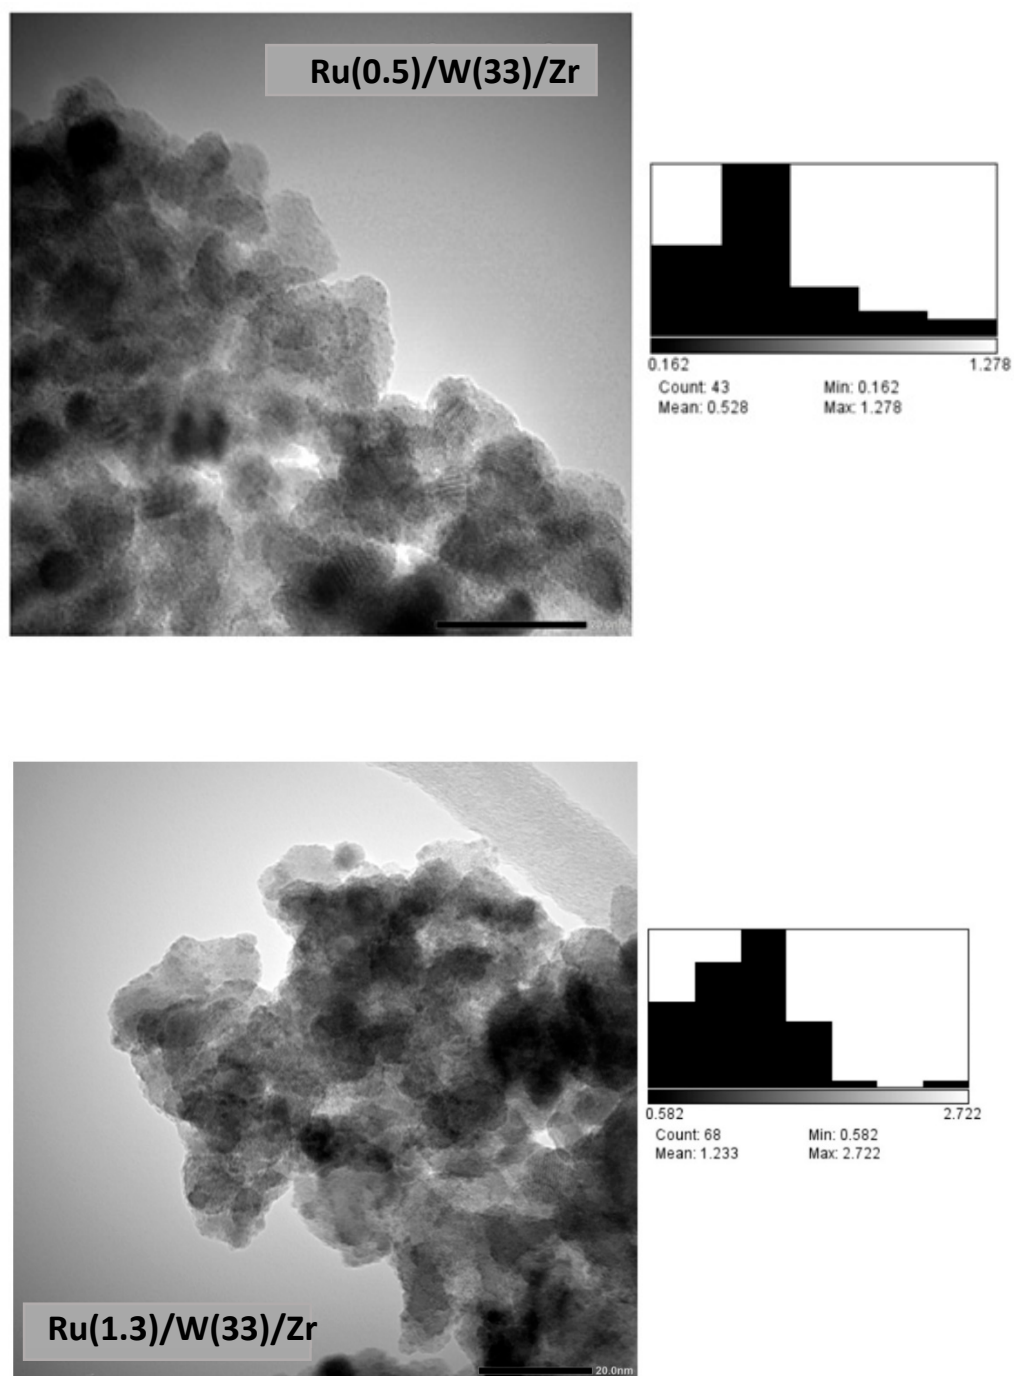 Ru(0.5)/W(33)/Zr
0.162 1.278
Count: 43 Min: 0.162
Mean: 0.528 Max: 1.278
0.582 2.722
Count: 68 Min: 0.582
Mean: 1.233 Max: 2.722
Ru(1.3)/W(33)/Zr
20.0nm